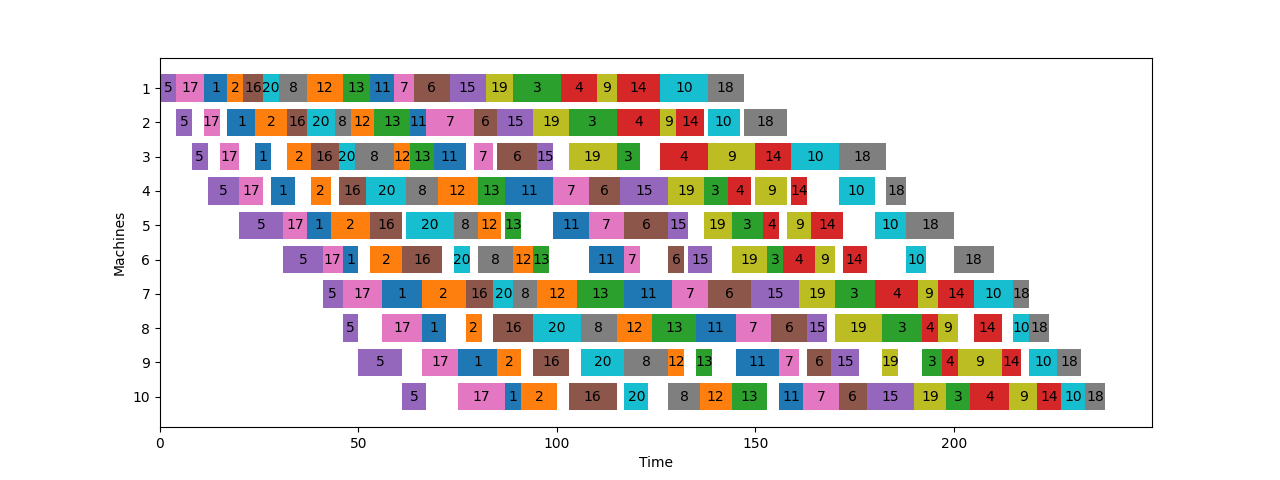 1 5 17 1 2 16 20 8 12 13 11 7 6 15 19 3 4 9 14 10 18
2 5 17 1 2 16 20 8 12 13 11 7 6 15 19 3 4 9 14 10 18
3 5 17 1 2 16 20 8 12 13 11 7 6 15 19 3 4 9 14 10 18
4 5 17 1 2 16 20 8 12 13 11 7 6 15 19 3 4 9 14 10 18
5 5 17 1 2 16 20 8 12 13 11 7 6 15 19 3 4 9 14 10 18
6 5 17 1 2 16 20 8 12 13 11 7 6 15 19 3 4 9 14 10 18
7 5 17 1 2 16 20 8 12 13 11 7 6 15 19 3 4 9 14 10 18
8 5 17 1 2 16 20 8 12 13 11 7 6 15 19 3 4 9 14 10 18
9 5 17 1 2 16 20 8 12 13 11 7 6 15 19 3 4 9 14 10 18
10 5 17 1 2 16 20 8 12 13 11 7 6 15 19 3 4 9 14 10 18
Machines
0 50 100 150 200
Time